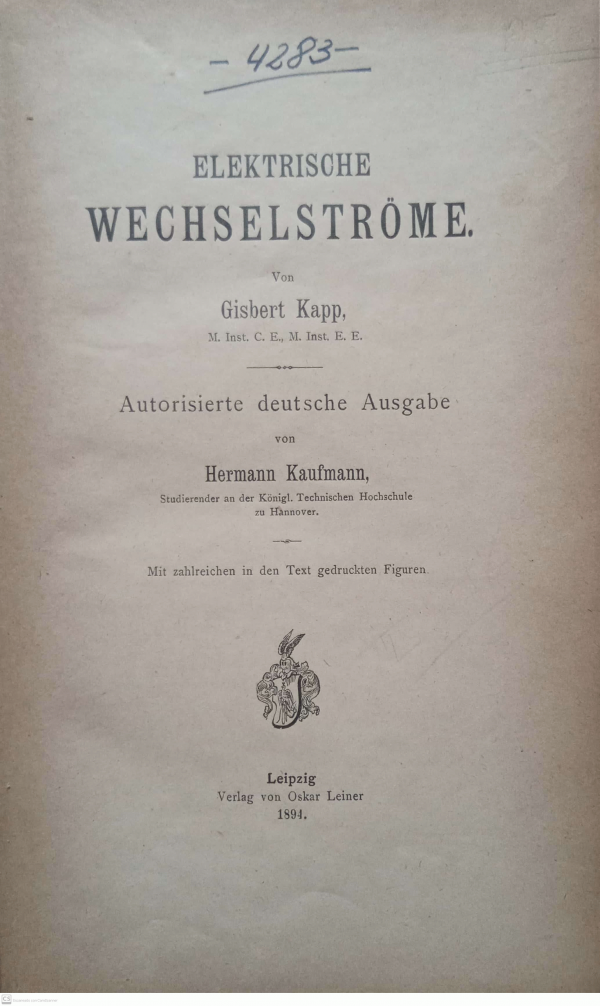 - 4283 -
ELEKTRISCHE
WECHSELSTRÖME.
Von
Gisbert Kapp,
M. Inst. C. E., M. Inst. E. E.
Autorisierte deutsche Ausgabe
von
Hermann Kaufmann,
Studierender an der Königl. Technischen Hochschule
zu Hannover.
Mit zahlreichen in den Text gedruckten Figuren.
Leipzig
Verlag von Oskar Leiner
1894.
CS